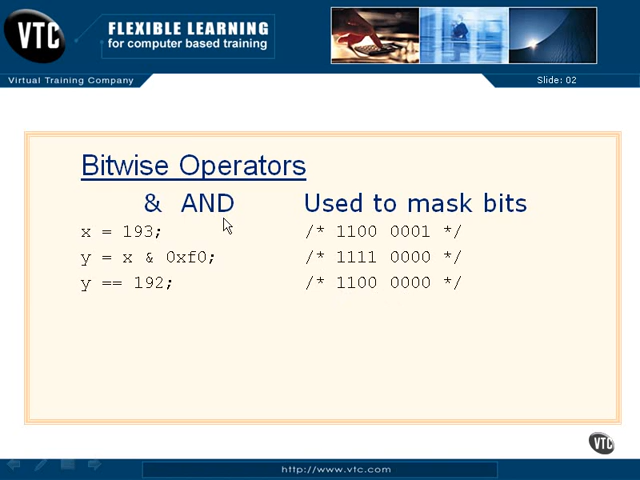 VTC
FLEXIBLE LEARNING
for computer based training
Virtual Training Company
Slide: 02
Bitwise Operators
& AND Used to mask bits
x = 193; /* 1100 0001 */
y = x & 0xf0; /* 1111 0000 */
y == 192; /* 1100 0000 */
VTC
http://www.vtc.com